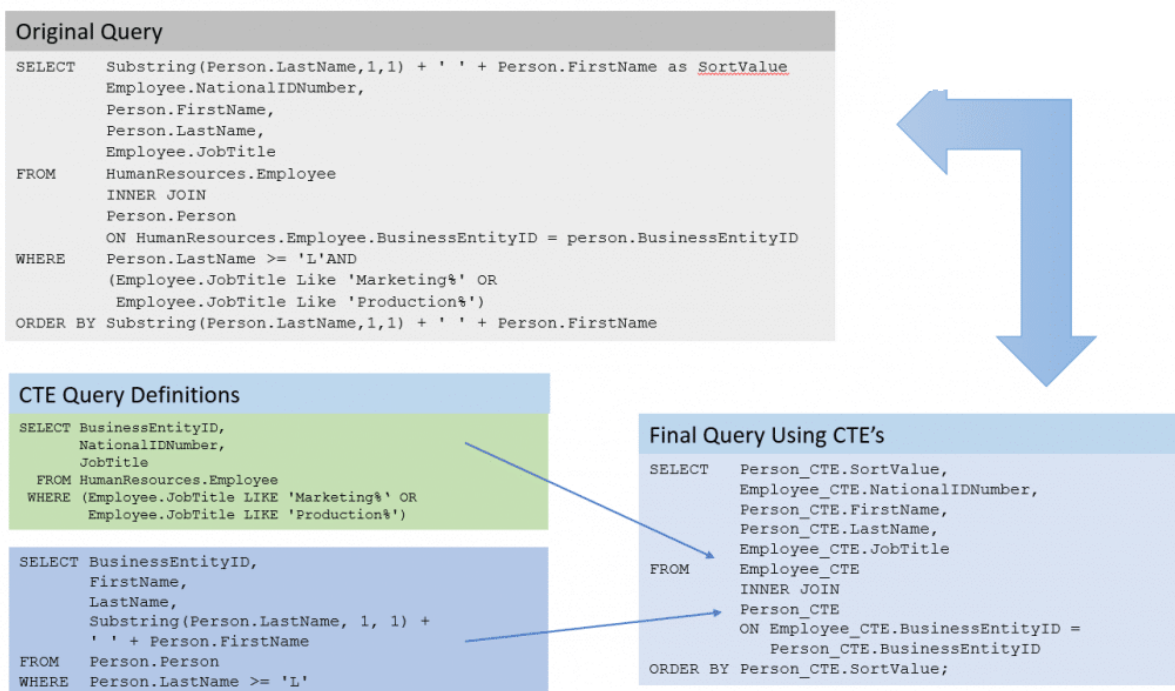 Original Query
SELECT Substring(Person.LastName,1,1) + ' ' + Person.FirstName as SortValue
Employee.NationalIDNumber,
Person.FirstName,
Person.LastName,
Employee.JobTitle
FROM HumanResources.Employee
INNER JOIN
Person.Person
ON HumanResources.Employee.BusinessEntityID = person.BusinessEntityID
WHERE Person.LastName >= 'L'AND
(Employee.JobTitle Like 'Marketing%' OR
Employee.JobTitle Like 'Production%')
ORDER BY Substring(Person.LastName,1,1) + ' ' + Person.FirstName
CTE Query Definitions
SELECT BusinessEntityID,
NationalIDNumber,
JobTitle
FROM HumanResources.Employee
WHERE (Employee.JobTitle LIKE 'Marketing%' OR
Employee.JobTitle LIKE 'Production%')
SELECT BusinessEntityID,
FirstName,
LastName,
Substring(Person.LastName, 1, 1) +
' ' + Person.FirstName
FROM Person.Person
WHERE Person.LastName >= 'L'
Final Query Using CTE’s
SELECT Person_CTE.SortValue,
Employee_CTE.NationalIDNumber,
Person_CTE.FirstName,
Person_CTE.LastName,
Employee_CTE.JobTitle
FROM Employee_CTE
INNER JOIN
Person_CTE
ON Employee_CTE.BusinessEntityID =
Person_CTE.BusinessEntityID
ORDER BY Person_CTE.SortValue;